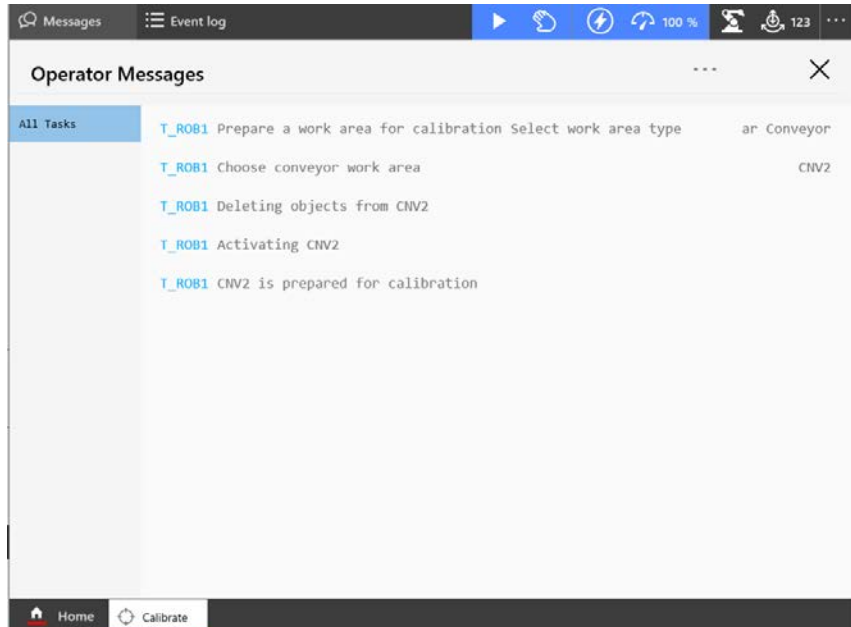 Messages Event log 100 % 123 ...
Operator Messages ...
All Tasks
T_ROB1 Prepare a work area for calibration Select work area type ar Conveyor
T_ROB1 Choose conveyor work area CNV2
T_ROB1 Deleting objects from CNV2
T_ROB1 Activating CNV2
T_ROB1 CNV2 is prepared for calibration
Home Calibrate